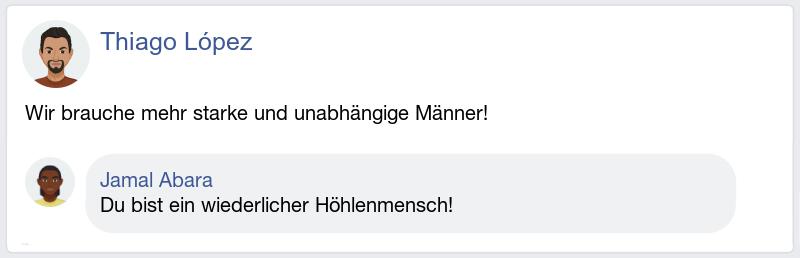 Thiago López
Wir brauche mehr starke und unabhängige Männer!
Jamal Abara
Du bist ein wiederlicher Höhlenmensch!